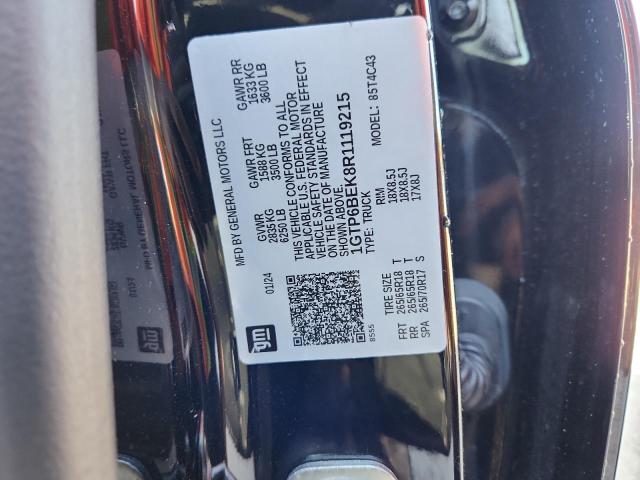 MFD BY GENERAL MOTORS LLC
01/24
GVWR GAWR FRT GAWR RR
2835 KG 1588 KG 1633 KG
6250 LB 3500 LB 3600 LB
THIS VEHICLE CONFORMS TO ALL
APPLICABLE U.S. FEDERAL MOTOR
VEHICLE SAFETY STANDARDS IN EFFECT
ON THE DATE OF MANUFACTURE
SHOWN ABOVE.
1GTP6BEK8R1119215
TYPE: TRUCK MODEL: 85T4C43
gm
8555
TIRE SIZE RIM
FRT 265/65R18 T 18X8.5J
RR 265/65R18 T 18X8.5J
SPA 265/70R17 S 17X8J